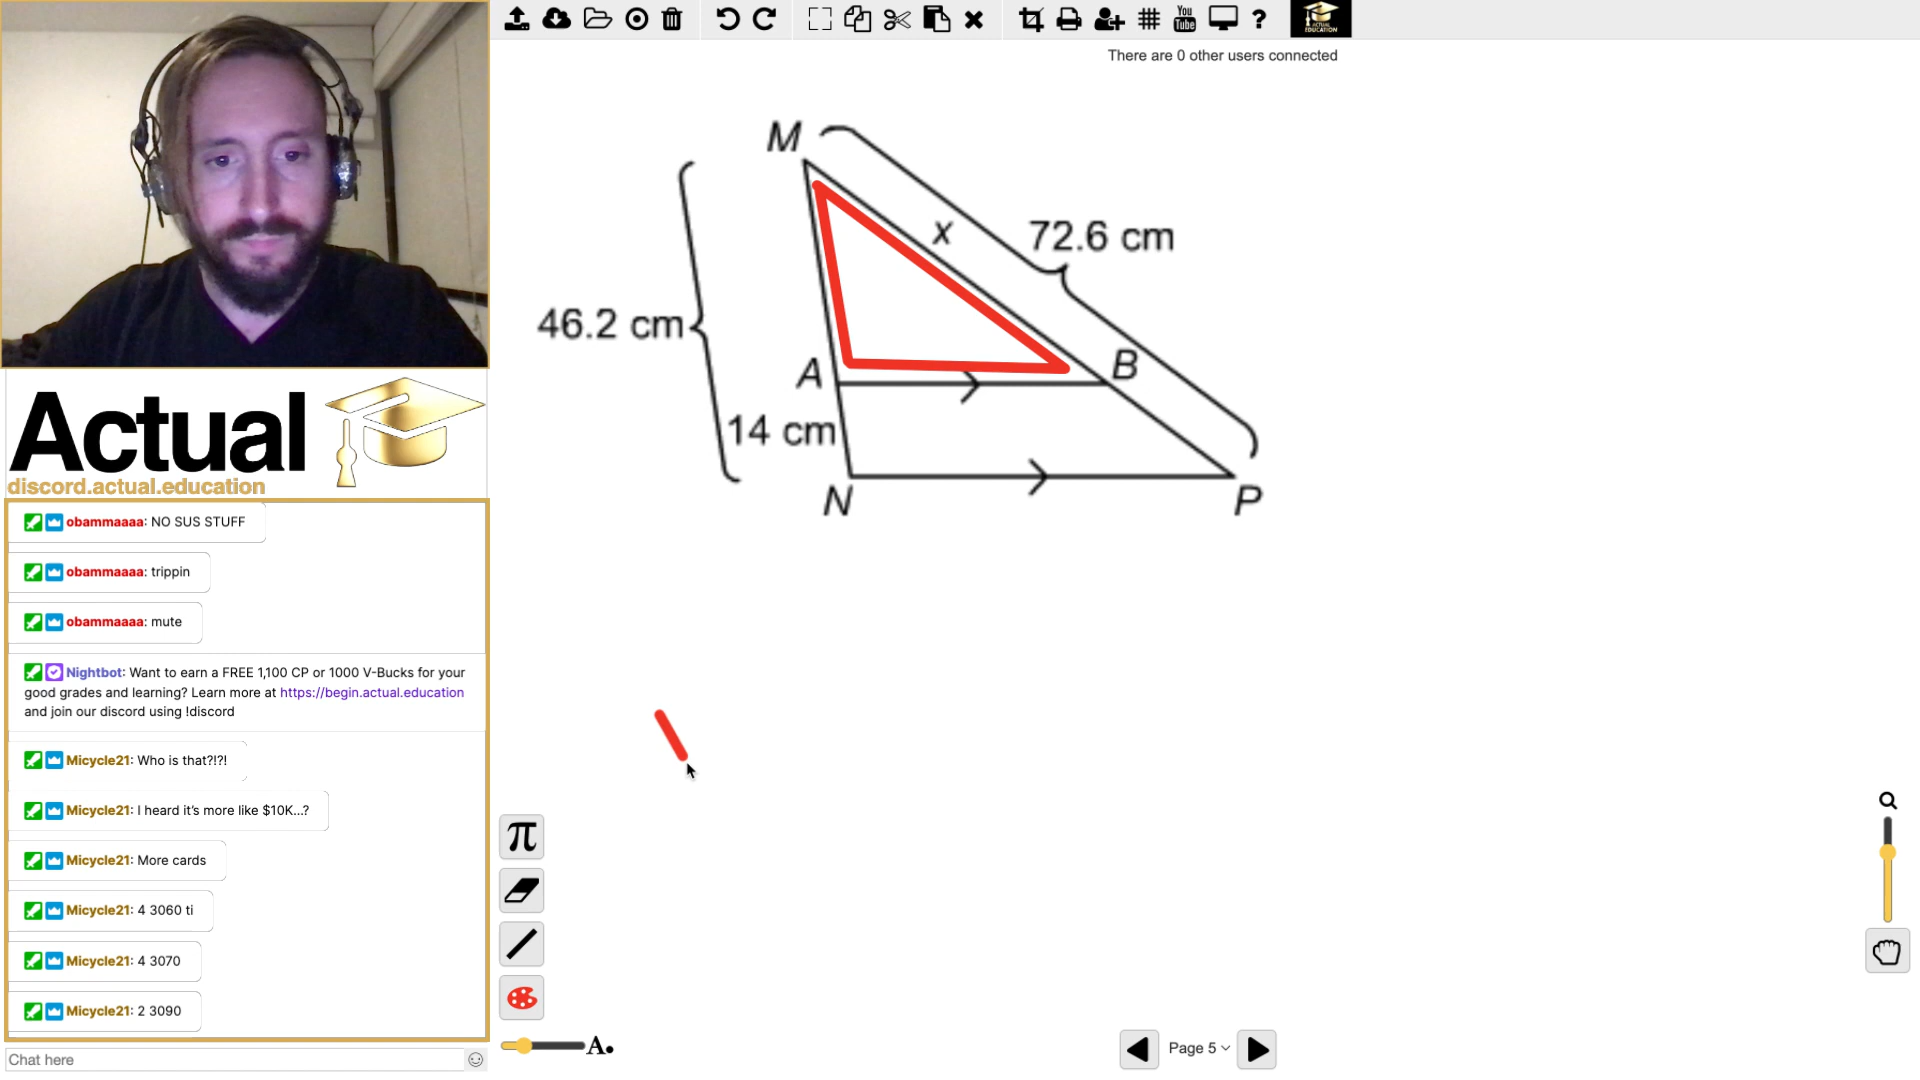 You
Tube
?
ACTUAL
EDUCATION
There are 0 other users connected
M
x
72.6 cm
46.2 cm
A
B
14 cm
N
P
Actual
discord.actual.education
obammaaaa: NO SUS STUFF
obammaaaa: trippin
obammaaaa: mute
Nightbot: Want to earn a FREE 1,100 CP or 1000 V-Bucks for your
good grades and learning? Learn more at https://begin.actual.education
and join our discord using !discord
Micycle21: Who is that?!?!
Micycle21: I heard it's more like $10K...?
Micycle21: More cards
Micycle21: 4 3060 ti
Micycle21: 4 3070
Micycle21: 2 3090
Chat here
π
A
Page 5